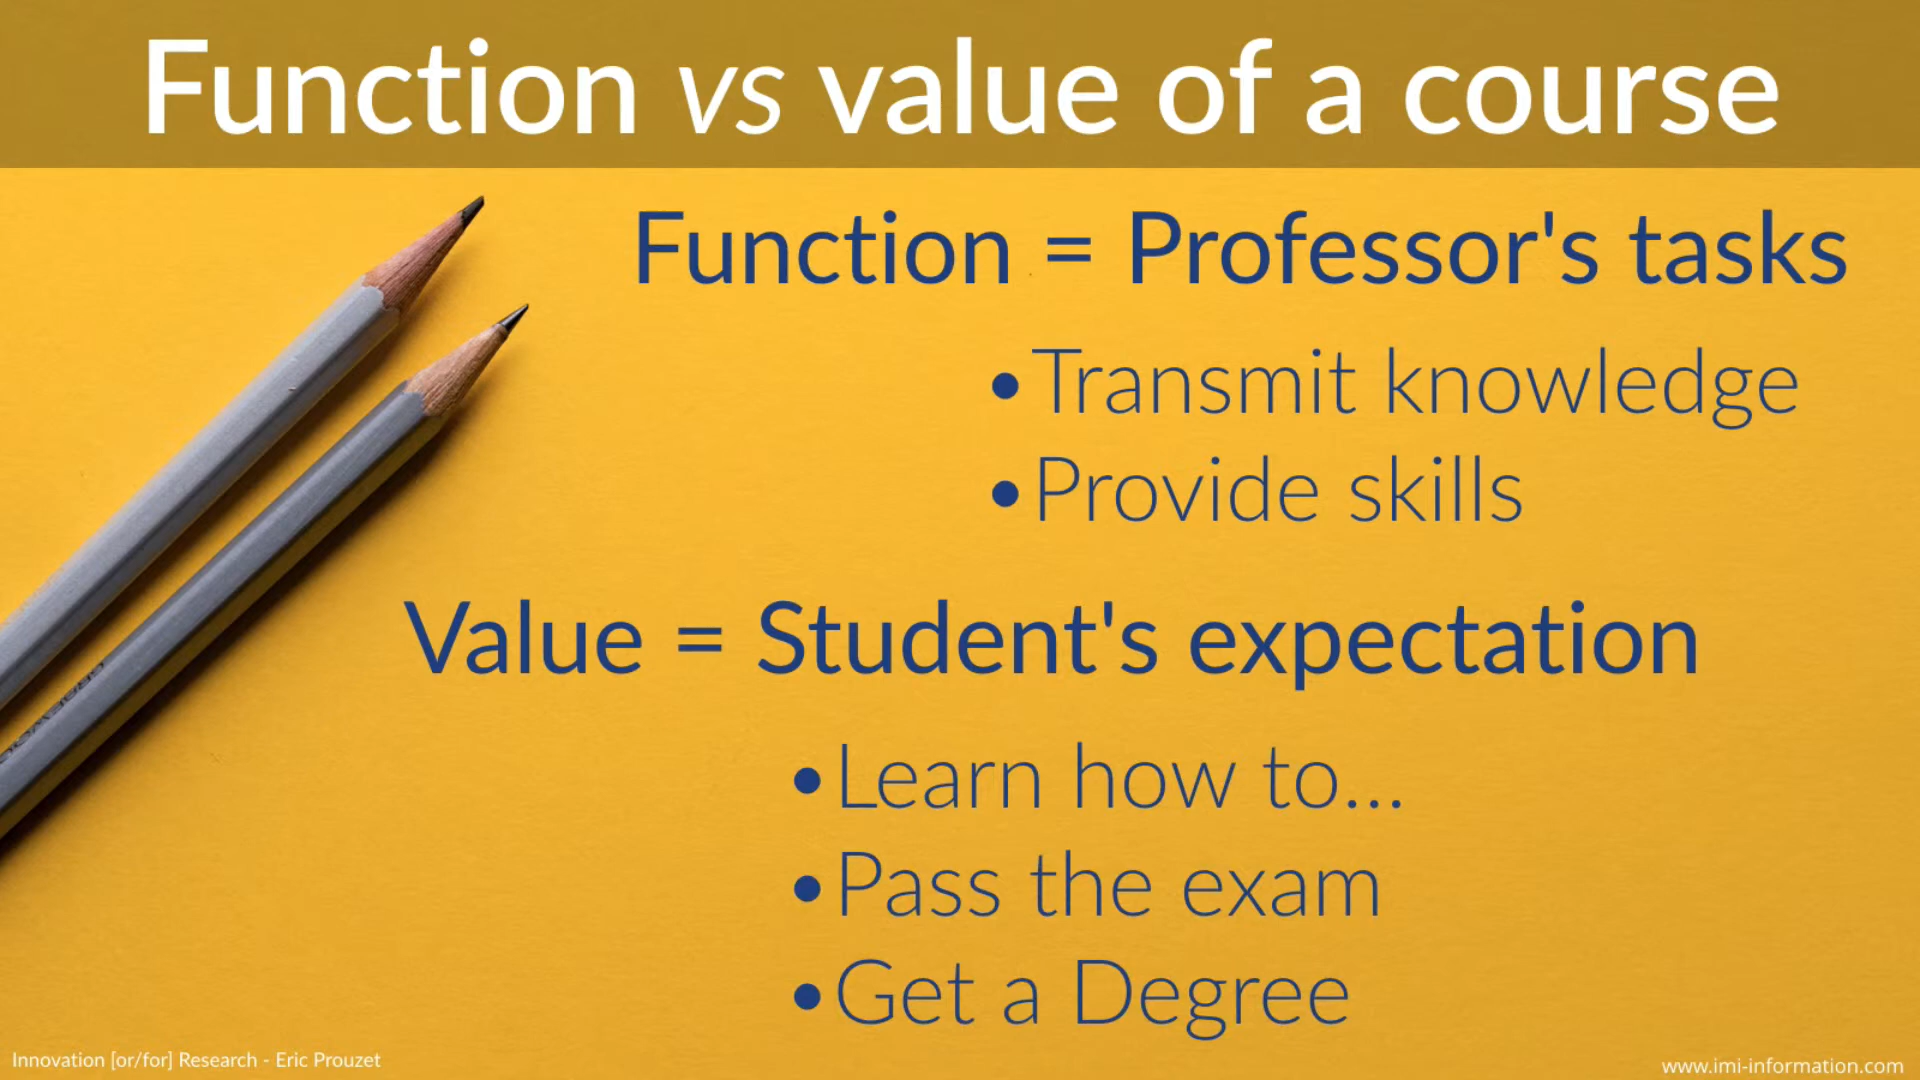 Function vs value of a course
Function = Professor's tasks
•Transmit knowledge
•Provide skills
Value = Student's expectation
•Learn how to...
•Pass the exam
•Get a Degree
Innovation [or/for] Research - Eric Prouzet
www.imi-information.com